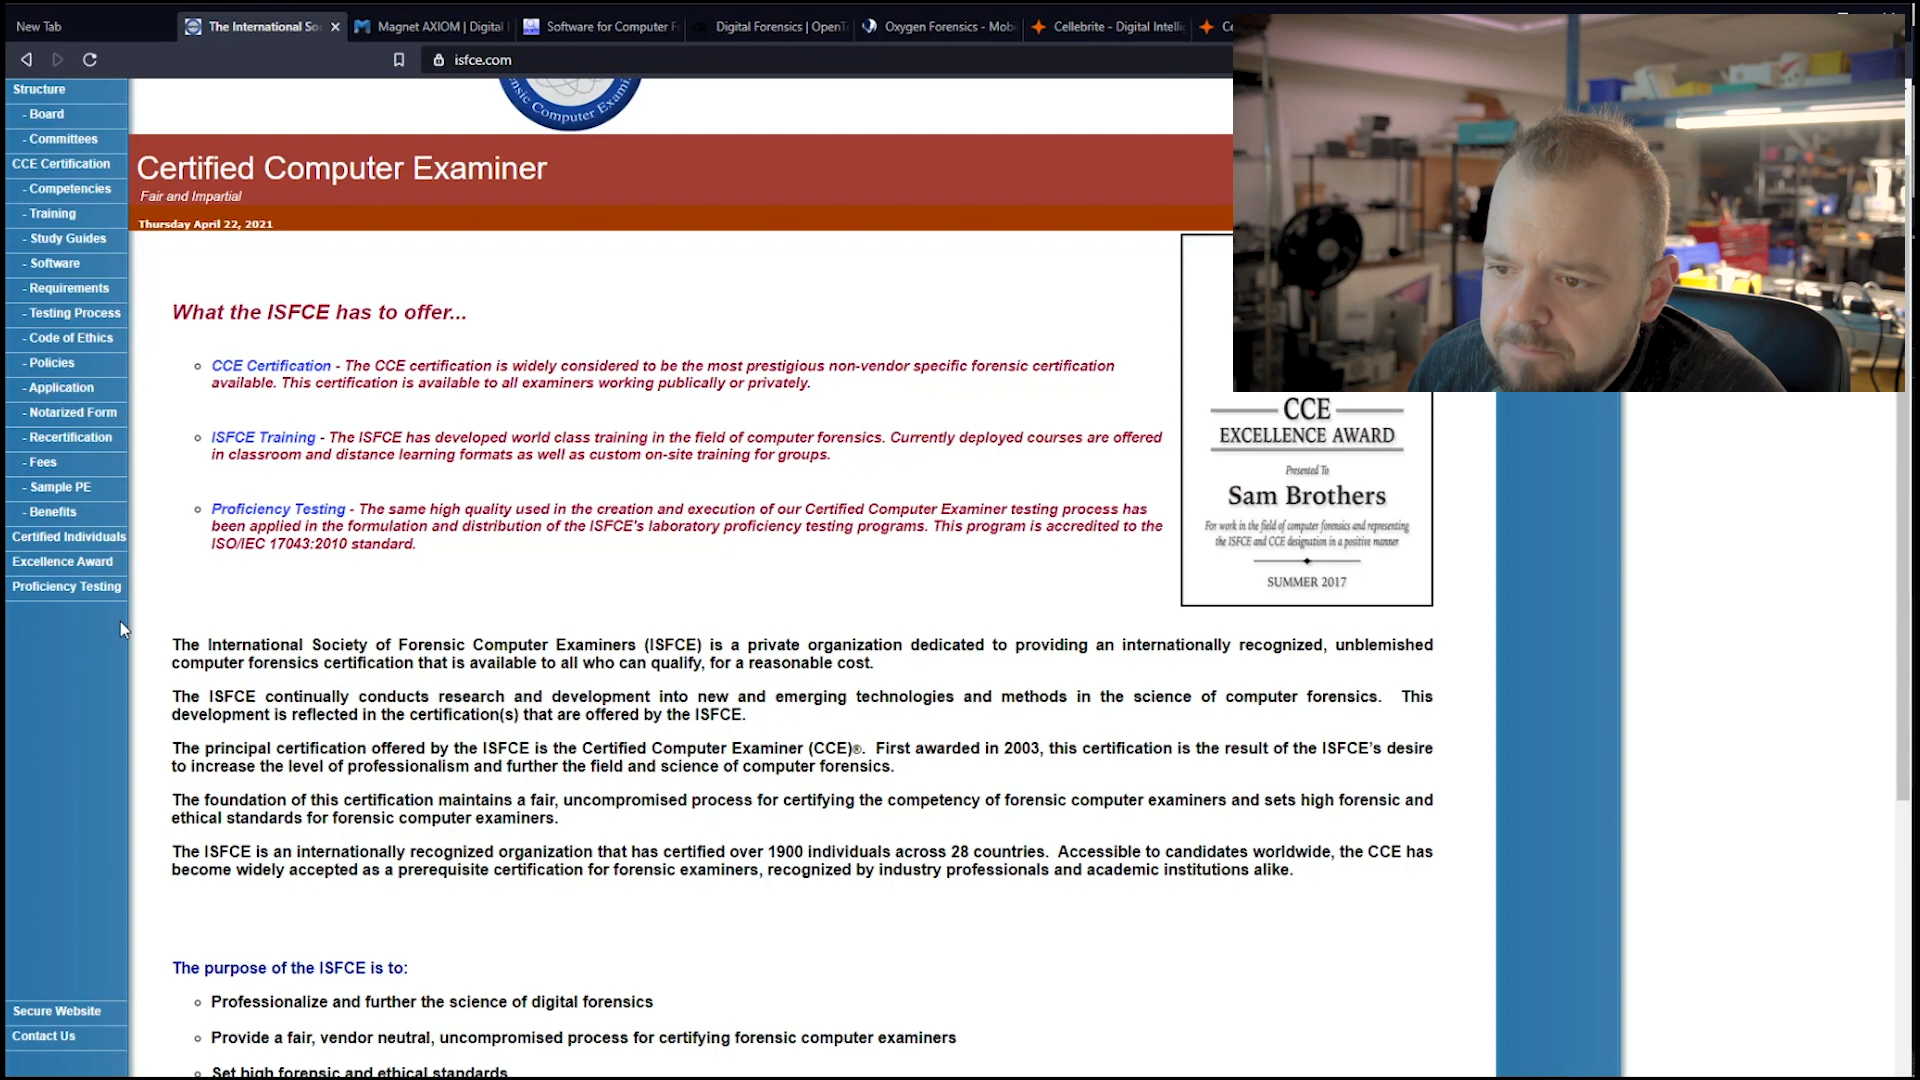 New Tab
The International So
Magnet AXIOM | Digital
Software for Computer F
Digital Forensics | OpenT
Oxygen Forensics - Mobi
Cellebrite - Digital Intelli
Ce
isfce.com
Structure
- Board
- Committees
CCE Certification
- Competencies
- Training
- Study Guides
- Software
- Requirements
- Testing Process
- Code of Ethics
- Policies
- Application
- Notarized Form
- Recertification
- Fees
- Sample PE
- Benefits
Certified Individuals
Excellence Award
Proficiency Testing
Secure Website
Contact Us
Forensic Computer Exami
Certified Computer Examiner
Fair and Impartial
Thursday April 22, 2021
What the ISFCE has to offer...
CCE Certification - The CCE certification is widely considered to be the most prestigious non-vendor specific forensic certification
available. This certification is available to all examiners working publically or privately.
ISFCE Training - The ISFCE has developed world class training in the field of computer forensics. Currently deployed courses are offered
in classroom and distance learning formats as well as custom on-site training for groups.
Proficiency Testing - The same high quality used in the creation and execution of our Certified Computer Examiner testing process has
been applied in the formulation and distribution of the ISFCE's laboratory proficiency testing programs. This program is accredited to the
ISO/IEC 17043:2010 standard.
CCE
EXCELLENCE AWARD
Presented To
Sam Brothers
For work in the field of computer forensics and representing
the ISFCE and CCE designation in a positive manner
SUMMER 2017
The International Society of Forensic Computer Examiners (ISFCE) is a private organization dedicated to providing an internationally recognized, unblemished
computer forensics certification that is available to all who can qualify, for a reasonable cost.
The ISFCE continually conducts research and development into new and emerging technologies and methods in the science of computer forensics. This
development is reflected in the certification(s) that are offered by the ISFCE.
The principal certification offered by the ISFCE is the Certified Computer Examiner (CCE)®. First awarded in 2003, this certification is the result of the ISFCE's desire
to increase the level of professionalism and further the field and science of computer forensics.
The foundation of this certification maintains a fair, uncompromised process for certifying the competency of forensic computer examiners and sets high forensic and
ethical standards for forensic computer examiners.
The ISFCE is an internationally recognized organization that has certified over 1900 individuals across 28 countries. Accessible to candidates worldwide, the CCE has
become widely accepted as a prerequisite certification for forensic examiners, recognized by industry professionals and academic institutions alike.
The purpose of the ISFCE is to:
Professionalize and further the science of digital forensics
Provide a fair, vendor neutral, uncompromised process for certifying forensic computer examiners
Set high forensic and ethical standards